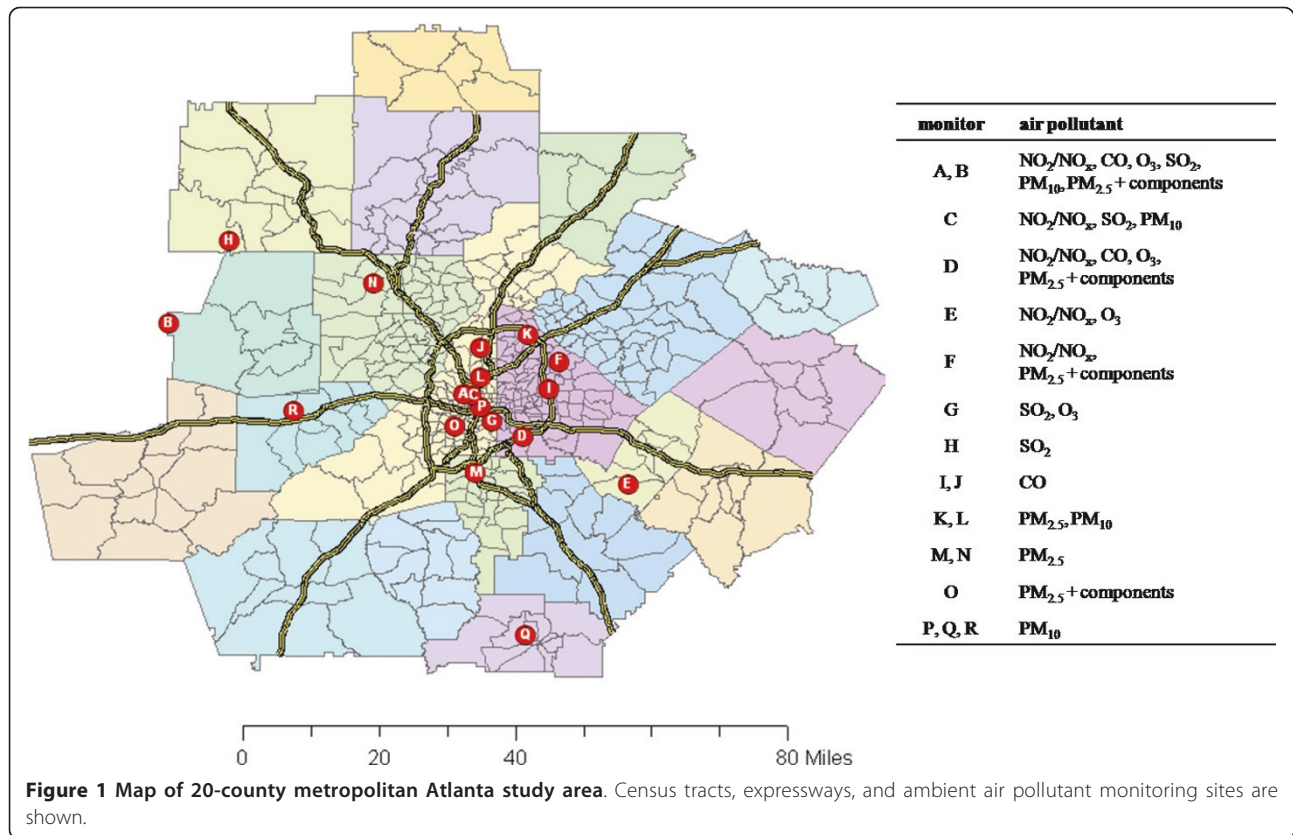 H
N
B
K
J
F
L
I
A C
R
P
G
O
D
M
E
Q
0 20 40 80 Miles
monitor air pollutant
A, B NO₂/NOₓ, CO, O₃, SO₂,
PM₁₀, PM₂.₅ + components
C NO₂/NOₓ, SO₂, PM₁₀
D NO₂/NOₓ, CO, O₃,
PM₂.₅ + components
E NO₂/NOₓ, O₃
F NO₂/NOₓ,
PM₂.₅ + components
G SO₂, O₃
H SO₂
I, J CO
K, L PM₂.₅, PM₁₀
M, N PM₂.₅
O PM₂.₅ + components
P, Q, R PM₁₀
Figure 1 Map of 20-county metropolitan Atlanta study area. Census tracts, expressways, and ambient air pollutant monitoring sites are
shown.